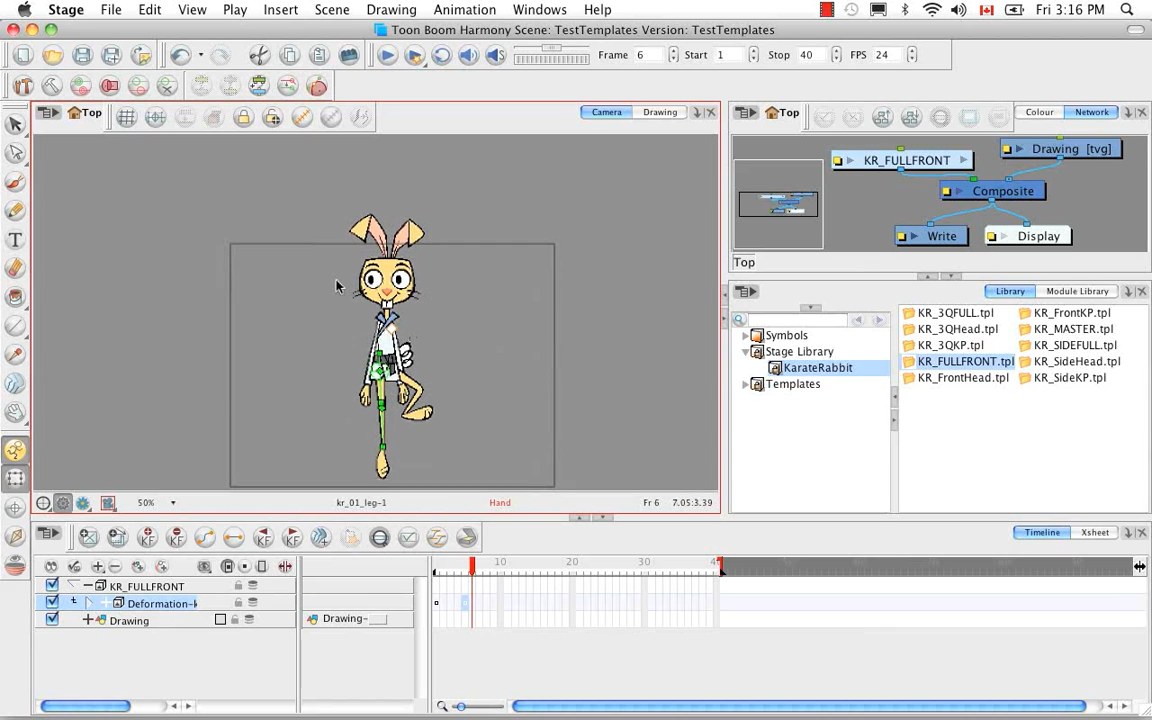 Stage File Edit View Play Insert Scene Drawing Animation Windows Help Fri 3:16 PM
Toon Boom Harmony Scene: TestTemplates Version: TestTemplates
Frame 6 Start 1 Stop 40 FPS 24
Top Camera Drawing Top Colour Network
KR_FULLFRONT Drawing [tvg]
Composite
Write Display
Top
Library Module Library
Symbols
Stage Library
KarateRabbit
Templates
KR_3QFULL.tpl KR_FrontKP.tpl
KR_3QHead.tpl KR_MASTER.tpl
KR_3QKP.tpl KR_SIDEFULL.tpl
KR_FULLFRONT.tpl KR_SideHead.tpl
KR_FrontHead.tpl KR_SideKP.tpl
50% kr_01_leg-1 Hand Fr 6 7.05:3.39
Timeline Xsheet
10 20 30
KR_FULLFRONT
Deformation-
Drawing Drawing-